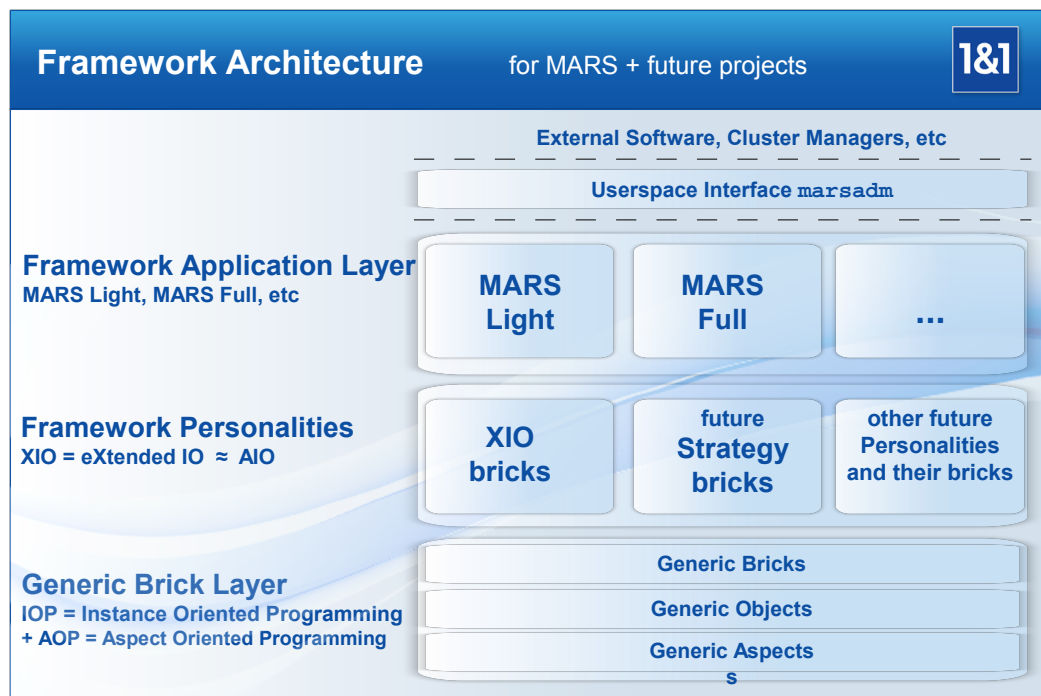 Framework Architecture for MARS + future projects
1&1
External Software, Cluster Managers, etc
Userspace Interface marsadm
Framework Application Layer
MARS Light, MARS Full, etc
MARS
Light
MARS
Full
...
Framework Personalities
XIO = eXtended IO ≈ AIO
XIO
bricks
future
Strategy
bricks
other future
Personalities
and their bricks
Generic Brick Layer
IOP = Instance Oriented Programming
+ AOP = Aspect Oriented Programming
Generic Bricks
Generic Objects
Generic Aspects
s